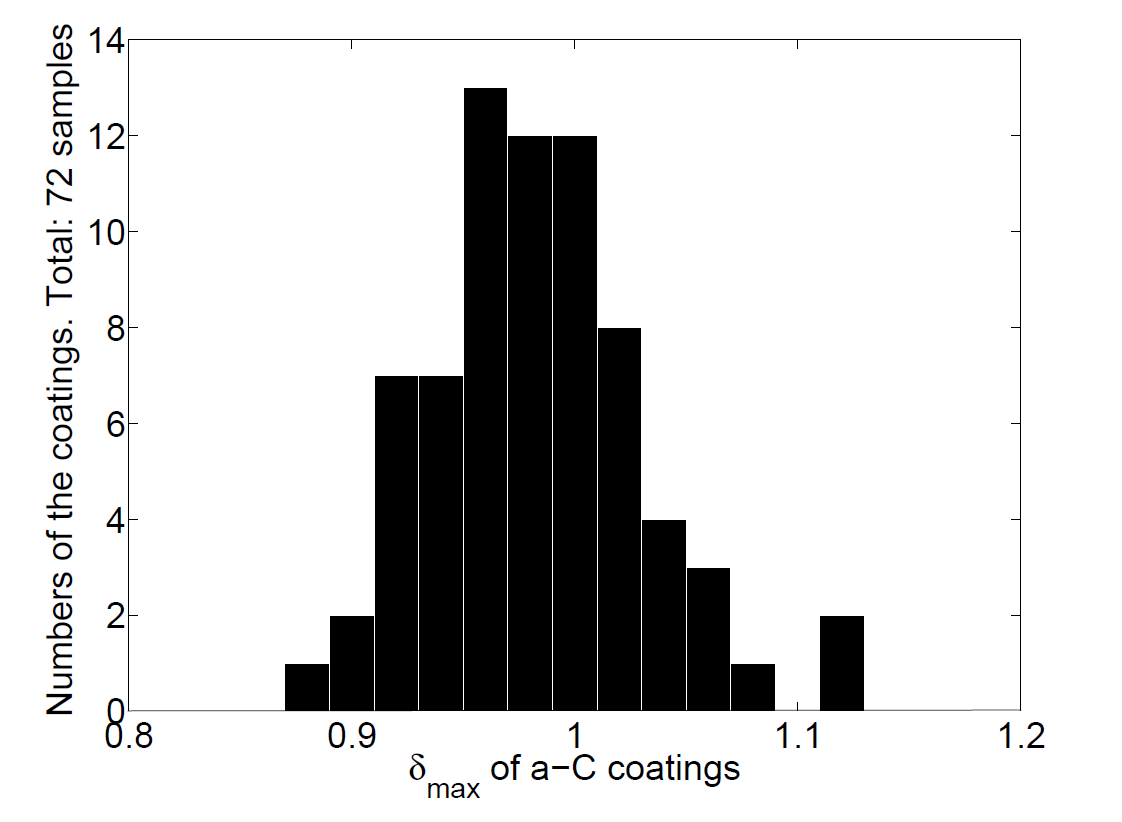 Numbers of the coatings. Total: 72 samples
14
12
10
8
6
4
2
0
0.8 0.9 1 1.1 1.2
δmax of a−C coatings